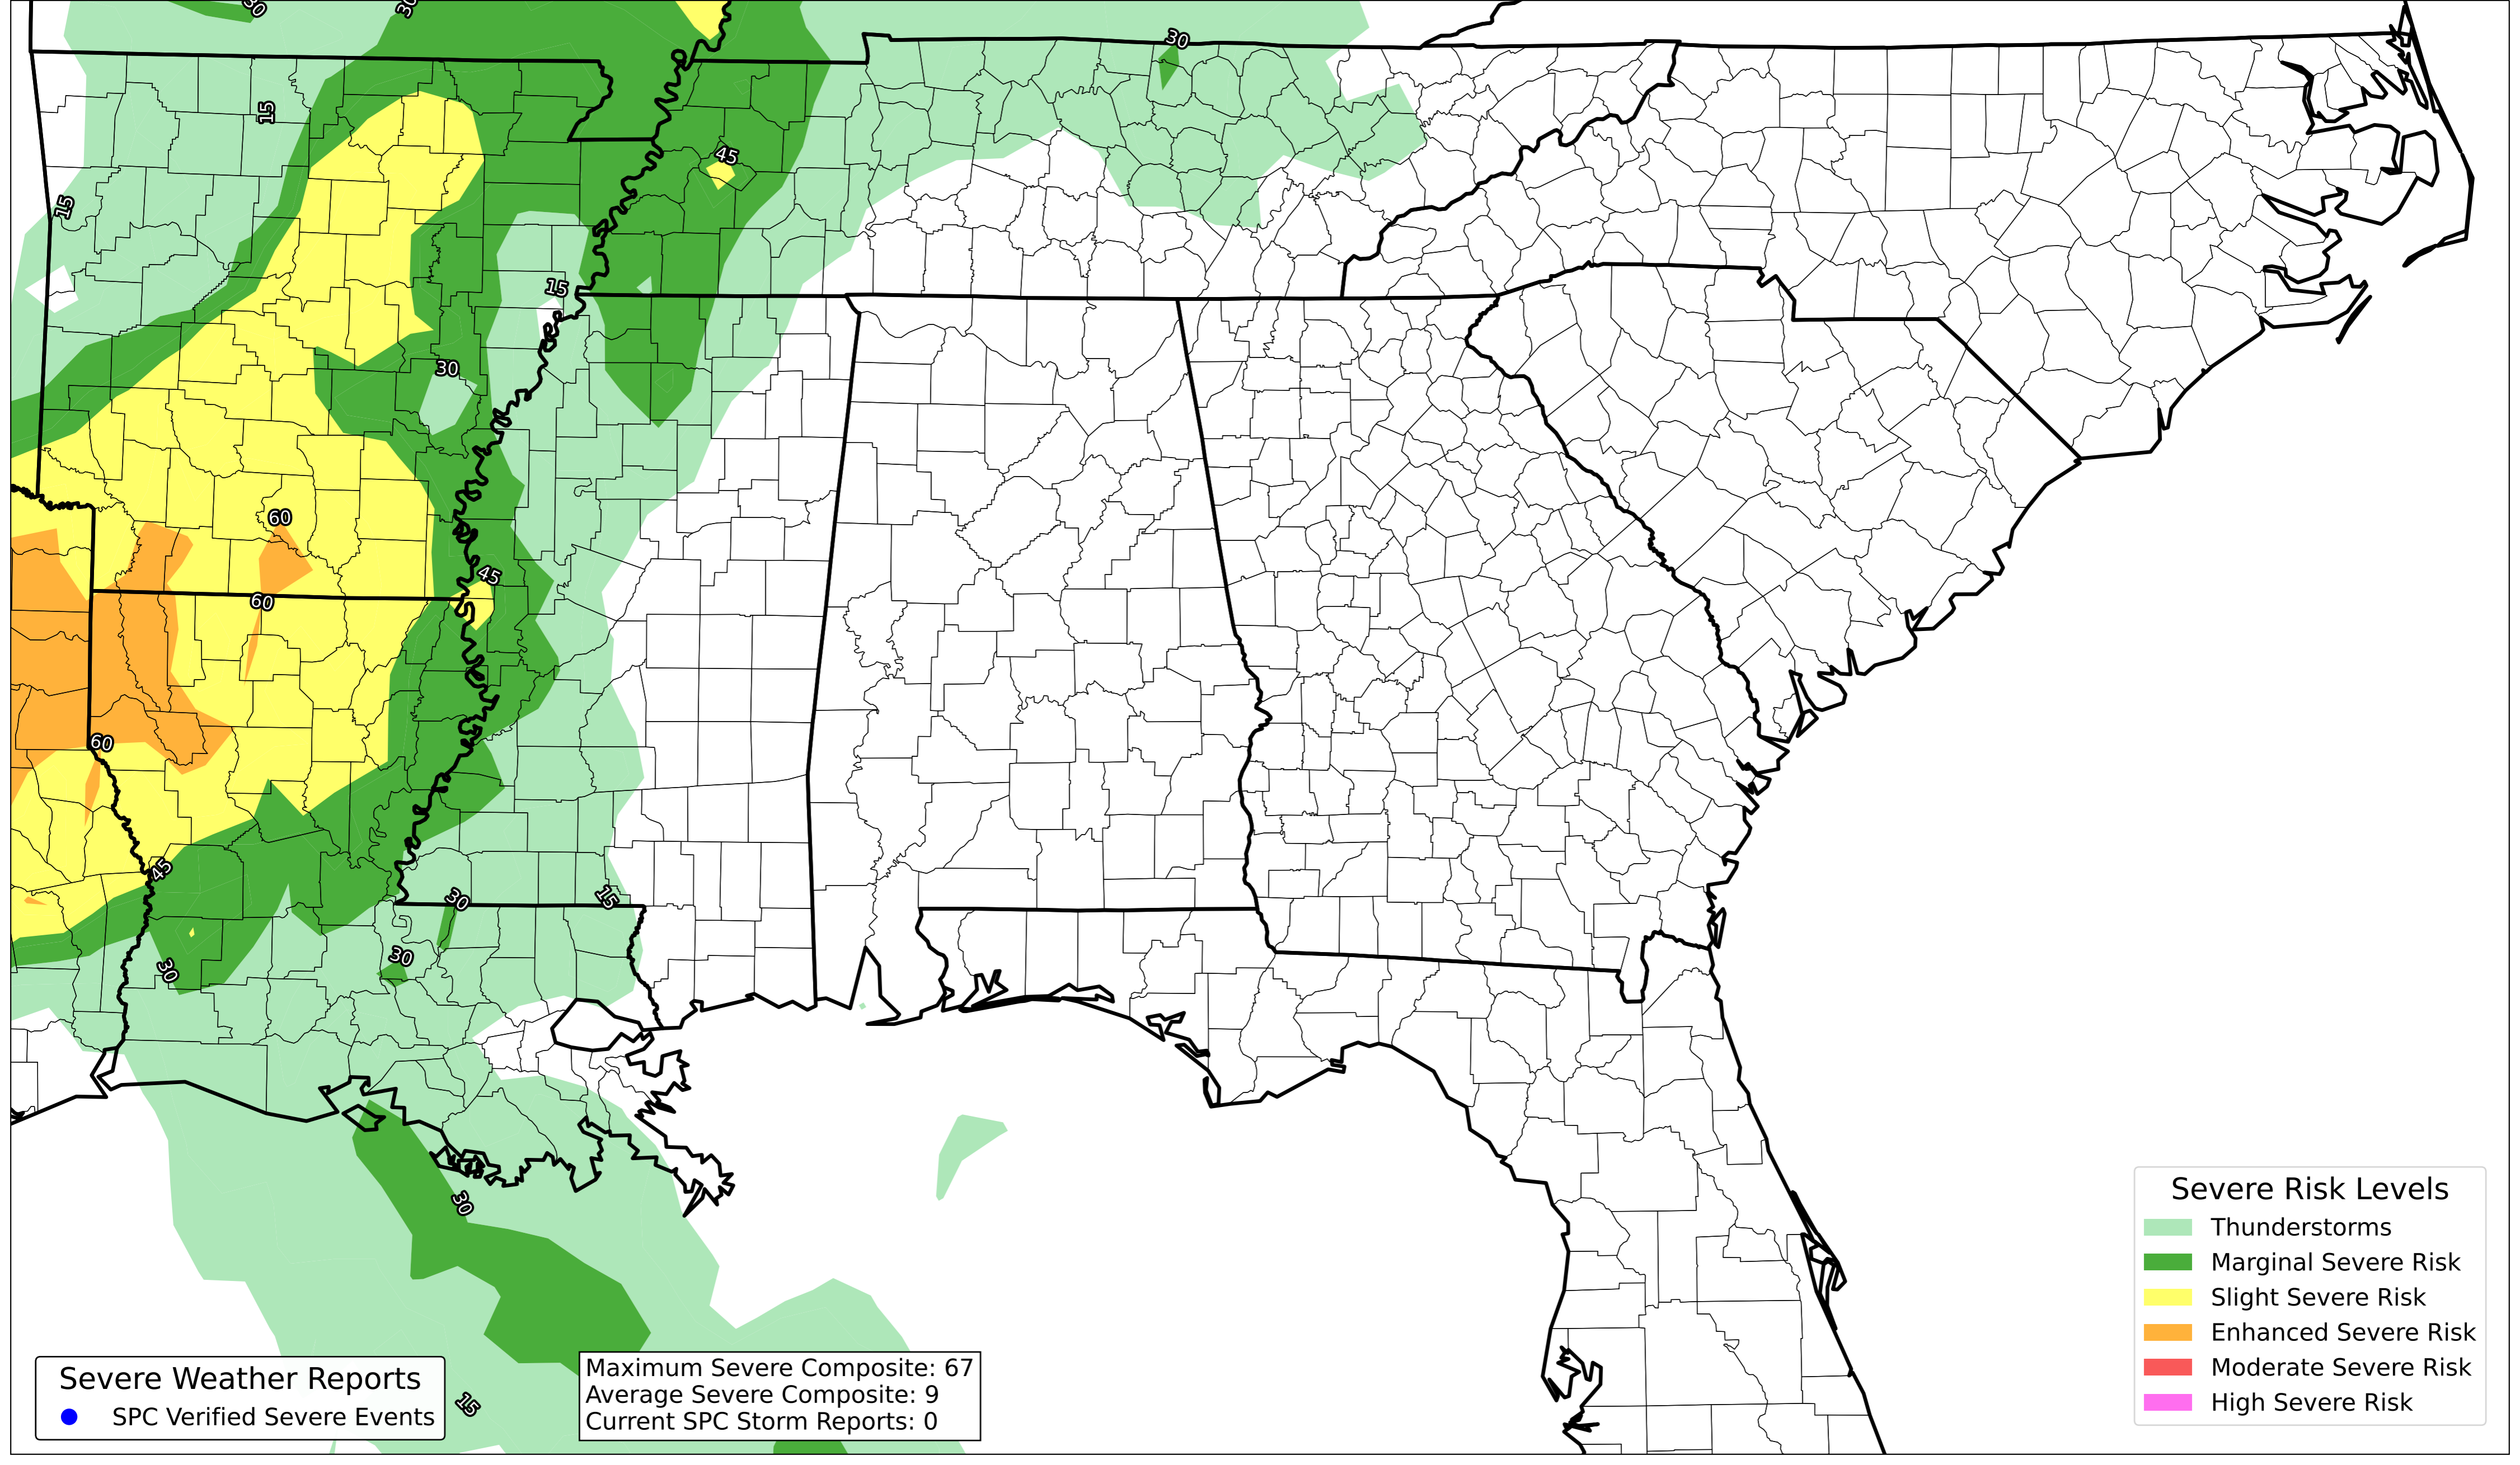 30
30
30
15
45
15
15
30
60
45
60
60
45
30
15
30
30
30
15
Severe Risk Levels
Thunderstorms
Marginal Severe Risk
Slight Severe Risk
Enhanced Severe Risk
Moderate Severe Risk
High Severe Risk
Severe Weather Reports
SPC Verified Severe Events
Maximum Severe Composite: 67
Average Severe Composite: 9
Current SPC Storm Reports: 0